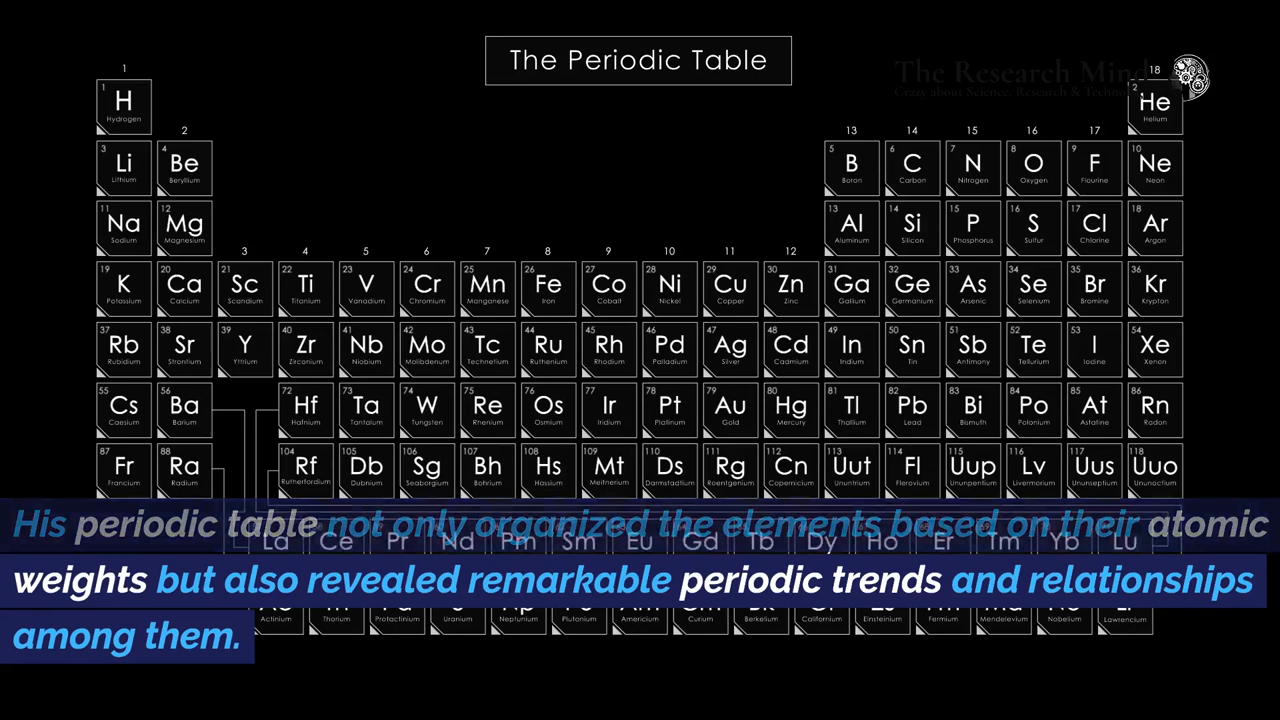 The Periodic Table
The Research Mind
Crazy about Science, Research & Techno
1 18
1 H Hydrogen 2 He Helium
2 13 14 15 16 17
3 Li Lithium 4 Be Beryllium 5 B Boron 6 C Carbon 7 N Nitrogen 8 O Oxygen 9 F Flourine 10 Ne Neon
11 Na Sodium 12 Mg Magnesium 13 Al Aluminum 14 Si Silicon 15 P Phosphorus 16 S Sulfur 17 Cl Chlorine 18 Ar Argon
3 4 5 6 7 8 9 10 11 12
19 K Potassium 20 Ca Calcium 21 Sc Scandium 22 Ti Titanium 23 V Vanadium 24 Cr Chromium 25 Mn Manganese 26 Fe Iron 27 Co Cobalt 28 Ni Nickel 29 Cu Copper 30 Zn Zinc 31 Ga Gallium 32 Ge Germanium 33 As Arsenic 34 Se Selenium 35 Br Bromine 36 Kr Krypton
37 Rb Rubidium 38 Sr Strontium 39 Y Yttrium 40 Zr Zirconium 41 Nb Niobium 42 Mo Molibdenum 43 Tc Technetium 44 Ru Ruthenium 45 Rh Rhodium 46 Pd Palladium 47 Ag Silver 48 Cd Cadmium 49 In Indium 50 Sn Tin 51 Sb Antimony 52 Te Tellurium 53 I Iodine 54 Xe Xenon
55 Cs Caesium 56 Ba Barium 72 Hf Hafnium 73 Ta Tantalum 74 W Tungsten 75 Re Rhenium 76 Os Osmium 77 Ir Iridium 78 Pt Platinum 79 Au Gold 80 Hg Mercury 81 Tl Thallium 82 Pb Lead 83 Bi Bismuth 84 Po Polonium 85 At Astatine 86 Rn Radon
87 Fr Francium 88 Ra Radium 104 Rf Rutherfordium 105 Db Dubnium 106 Sg Seaborgium 107 Bh Bohrium 108 Hs Hassium 109 Mt Meitnerium 110 Ds Darmstadtium 111 Rg Roentgenium 112 Cn Copernicium 113 Uut Ununtrium 114 Fl Flerovium 115 Uup Ununpentium 116 Lv Livermorium 117 Uus Ununseptium 118 Uuo Ununoctium
His periodic table not only organized the elements based on their atomic
La Ce Pr Nd Pm Sm Eu Gd Tb Dy Ho Er Tm Yb Lu
weights but also revealed remarkable periodic trends and relationships
Actinium Thorium Protactinium Uranium Neptunium Plutonium Americium Curium Berkelium Californium Einsteinium Fermium Mendelevium Nobelium Lawrencium
among them.